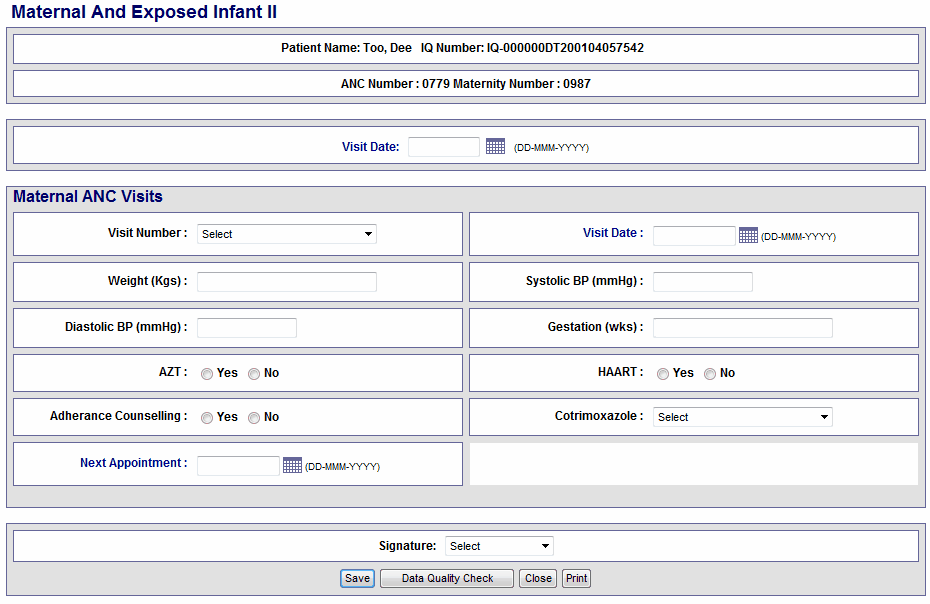 Maternal And Exposed Infant II
Patient Name: Too, Dee IQ Number: IQ-000000DT200104057542
ANC Number : 0779 Maternity Number : 0987
Visit Date: (DD-MMM-YYYY)
Maternal ANC Visits
Visit Number : Select Visit Date : (DD-MMM-YYYY)
Weight (Kgs) : Systolic BP (mmHg) :
Diastolic BP (mmHg) : Gestation (wks) :
AZT : Yes No HAART : Yes No
Adherance Counselling : Yes No Cotrimoxazole : Select
Next Appointment : (DD-MMM-YYYY)
Signature: Select
Save Data Quality Check Close Print